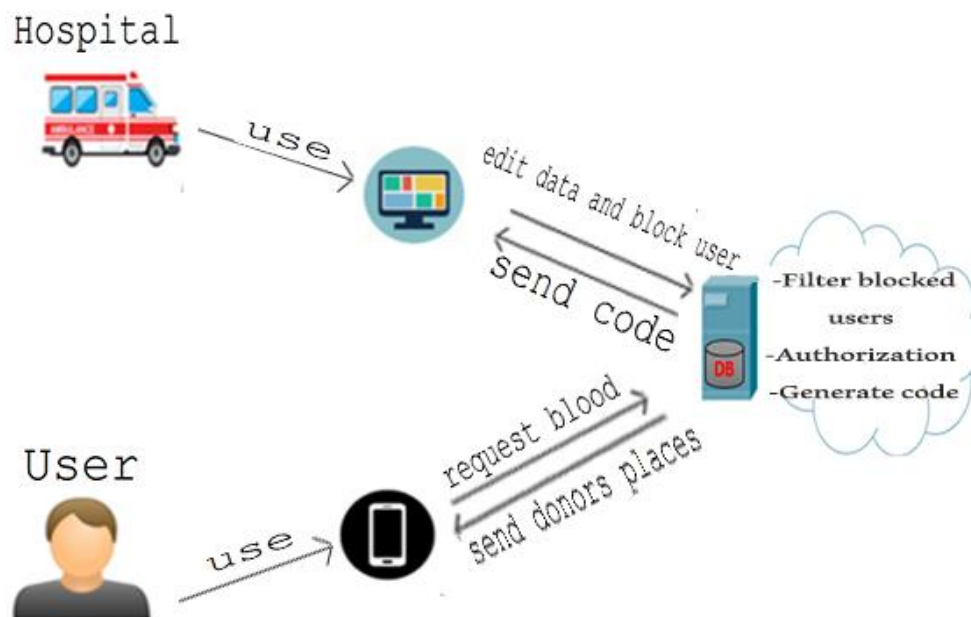 Hospital
AMBULANCE
use
edit data and block user
send code
-Filter blocked
users
-Authorization
-Generate code
DB
request blood
send donors places
User
use